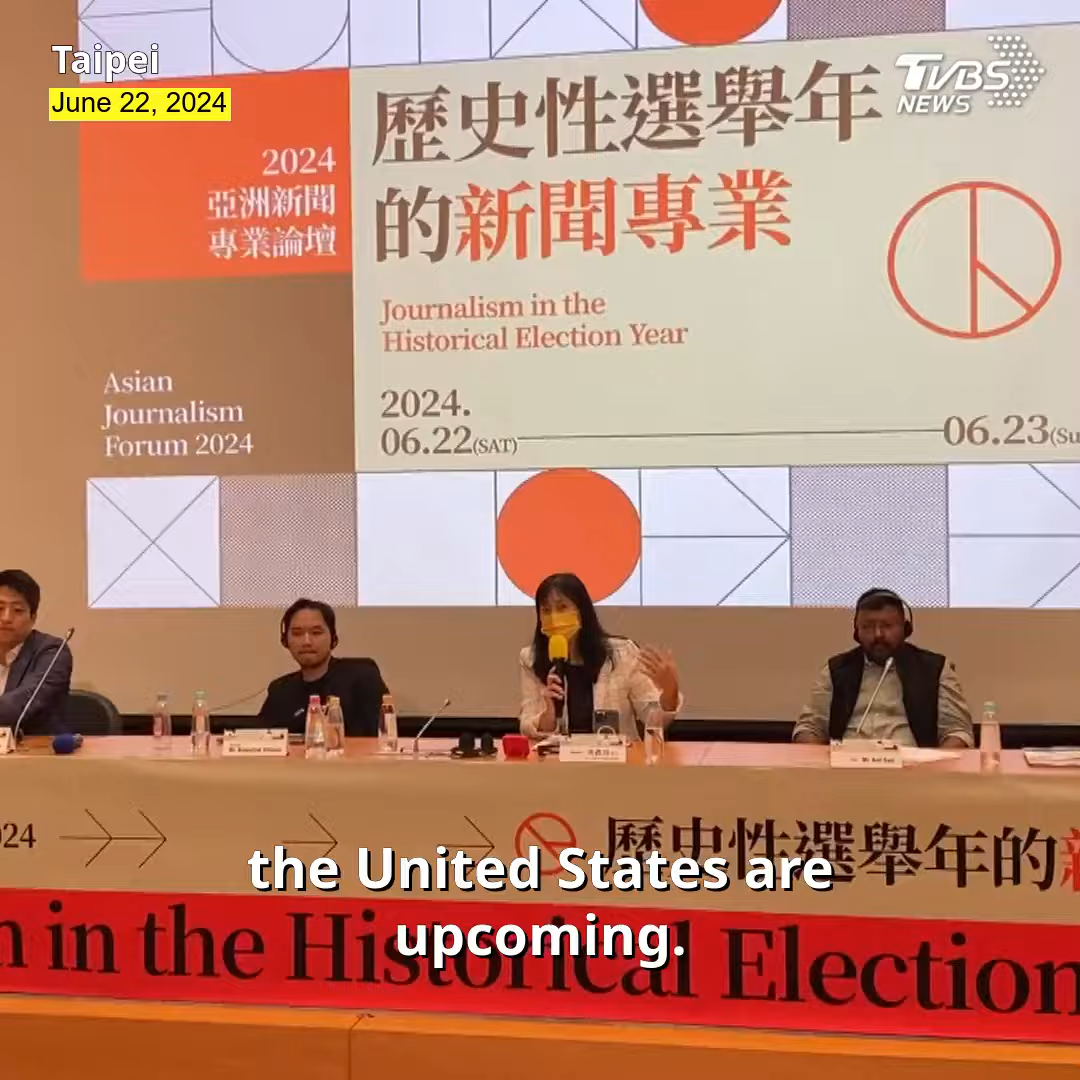 Taipei
June 22, 2024
TVBS
NEWS
2024
亞洲新聞
專業論壇
歷史性選舉年
的新聞專業
Journalism in the
Historical Election Year
Asian
Journalism
Forum 2024
2024.
06.22(SAT)
06.23(Su
24
歷史性選舉年的新
the United States are
upcoming.
n in the Historical Election